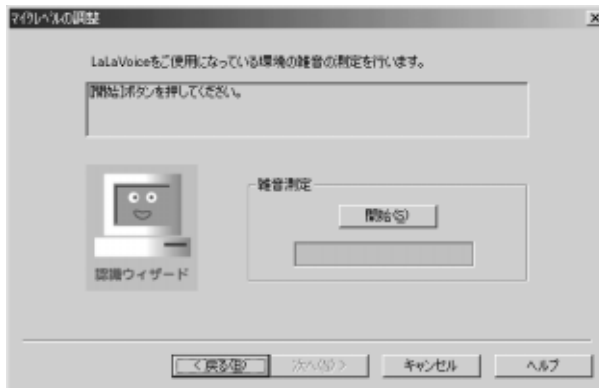 マイクレベルの調整
LaLaVoiceをご使用になっている環境の雑音の測定を行います。
[開始]ボタンを押してください。
雑音測定
開始(S)
認識ウィザード
< 戻る(B)
次へ(N) >
キャンセル
ヘルプ